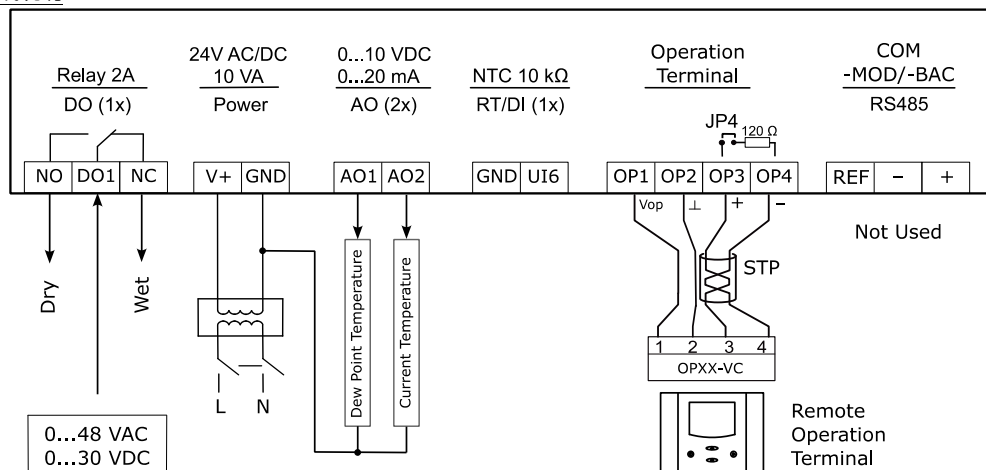 Relay 2A
DO (1x)
24V AC/DC
10 VA
Power
0...10 VDC
0...20 mA
AO (2x)
NTC 10 kΩ
RT/DI (1x)
Operation
Terminal
COM
-MOD/-BAC
RS485
JP4
120 Ω
NO DO1 NC
V+ GND
AO1 AO2
GND UI6
OP1 OP2 OP3 OP4
REF - +
Vop ⊥ + -
Not Used
STP
Dry
Wet
Dew Point Temperature
Current Temperature
1 2 3 4
OPXX-VC
L N
0...48 VAC
0...30 VDC
Remote
Operation
Terminal